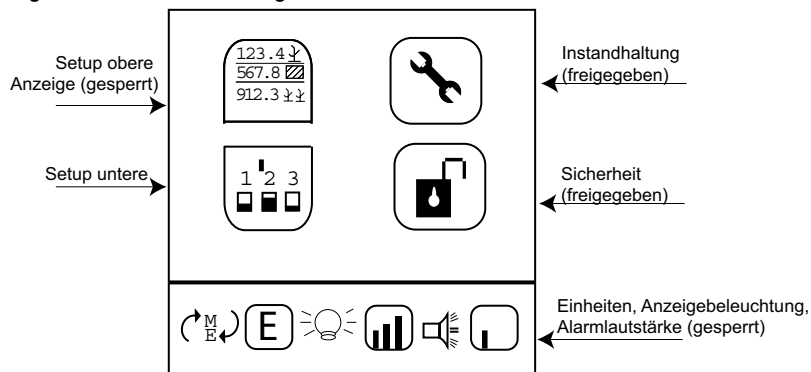 Setup obere
Anzeige (gesperrt)
123.4
567.8
912.3
Instandhaltung
(freigegeben)
Setup untere
1 2 3
Sicherheit
(freigegeben)
M
E
E
Einheiten, Anzeigebeleuchtung,
Alarmlautstärke (gesperrt)